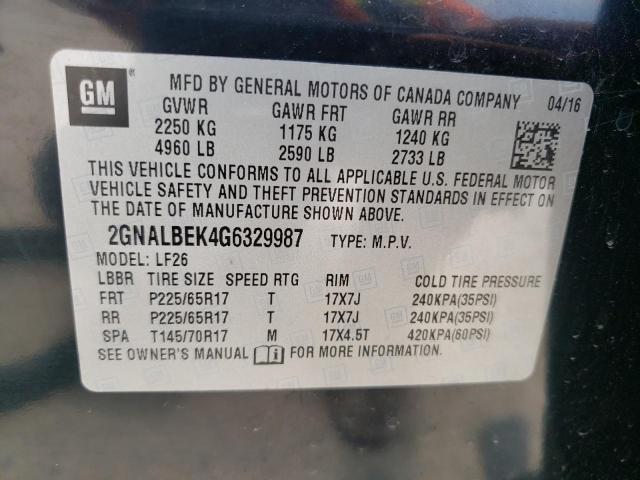 GM
MFD BY GENERAL MOTORS OF CANADA COMPANY 04/16
GVWR GAWR FRT GAWR RR
2250 KG 1175 KG 1240 KG
4960 LB 2590 LB 2733 LB
THIS VEHICLE CONFORMS TO ALL APPLICABLE U.S. FEDERAL MOTOR
VEHICLE SAFETY AND THEFT PREVENTION STANDARDS IN EFFECT ON
THE DATE OF MANUFACTURE SHOWN ABOVE.
2GNALBEK4G6329987 TYPE: M.P.V.
MODEL: LF26
LBBR TIRE SIZE SPEED RTG RIM COLD TIRE PRESSURE
FRT P225/65R17 T 17X7J 240KPA(35PSI)
RR P225/65R17 T 17X7J 240KPA(35PSI)
SPA T145/70R17 M 17X4.5T 420KPA(60PSI)
SEE OWNER'S MANUAL FOR MORE INFORMATION.